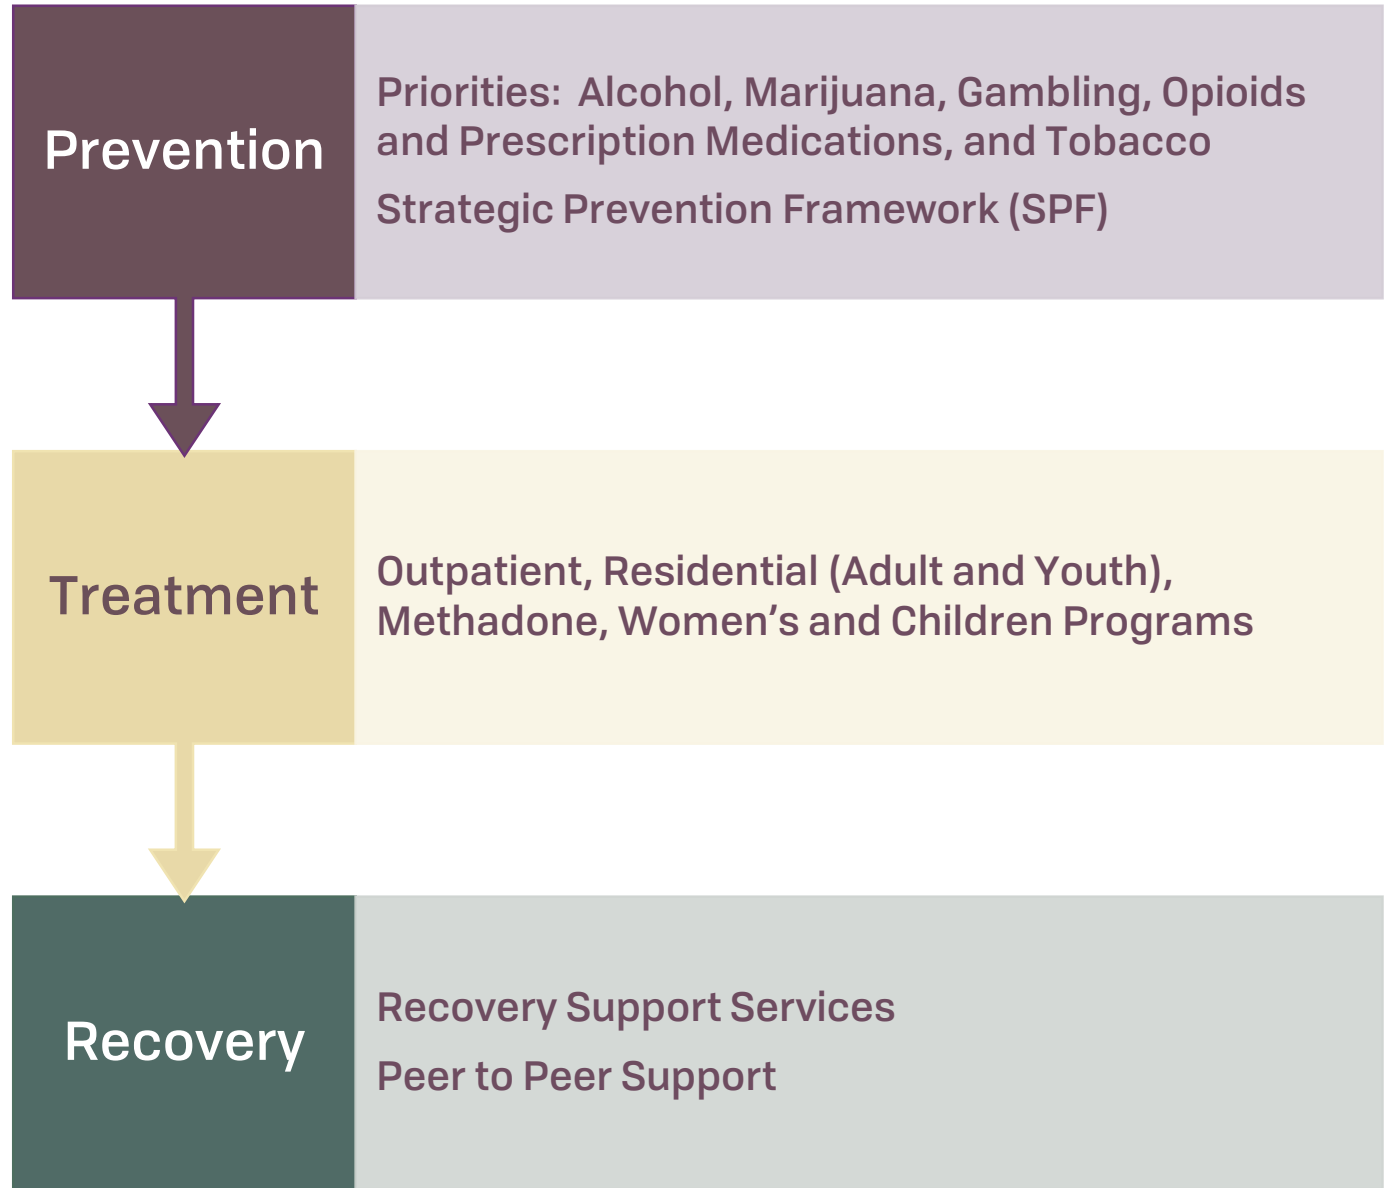 Prevention
Priorities:  Alcohol, Marijuana, Gambling, Opioids
and Prescription Medications, and Tobacco
Strategic Prevention Framework (SPF)
Treatment
Outpatient, Residential (Adult and Youth),
Methadone, Women’s and Children Programs
Recovery
Recovery Support Services
Peer to Peer Support